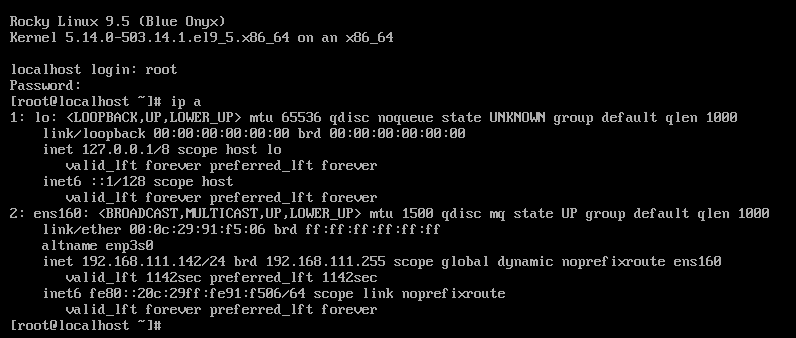 Rocky Linux 9.5 (Blue Onyx)
Kernel 5.14.0-503.14.1.el9_5.x86_64 on an x86_64
localhost login: root
Password:
[root@localhost ~]# ip a
1: lo: <LOOPBACK,UP,LOWER_UP> mtu 65536 qdisc noqueue state UNKNOWN group default qlen 1000
link/loopback 00:00:00:00:00:00 brd 00:00:00:00:00:00
inet 127.0.0.1/8 scope host lo
valid_lft forever preferred_lft forever
inet6 ::1/128 scope host
valid_lft forever preferred_lft forever
2: ens160: <BROADCAST,MULTICAST,UP,LOWER_UP> mtu 1500 qdisc mq state UP group default qlen 1000
link/ether 00:0c:29:91:f5:06 brd ff:ff:ff:ff:ff:ff
altname enp3s0
inet 192.168.111.142/24 brd 192.168.111.255 scope global dynamic noprefixroute ens160
valid_lft 1142sec preferred_lft 1142sec
inet6 fe80::20c:29ff:fe91:f506/64 scope link noprefixroute
valid_lft forever preferred_lft forever
[root@localhost ~]#